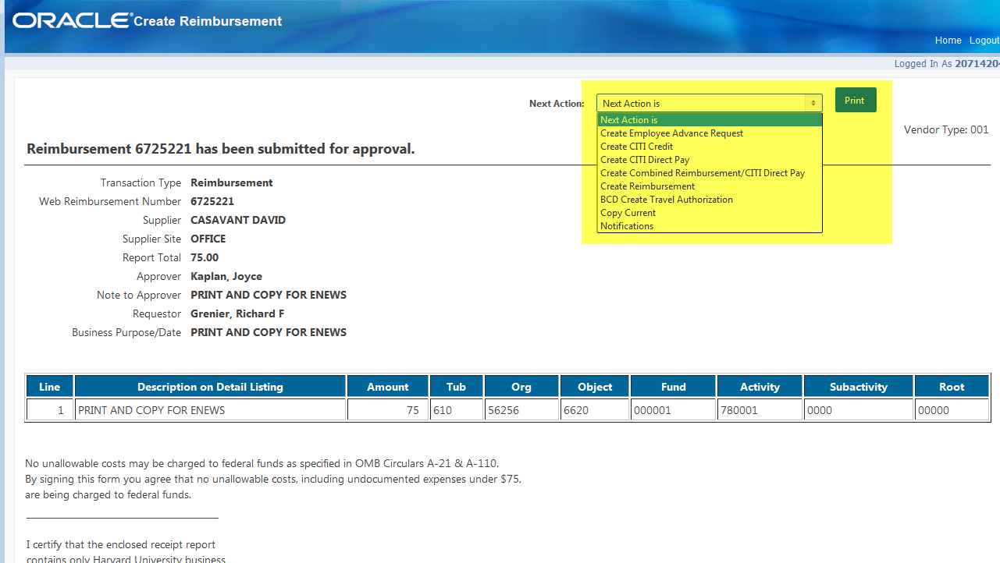 ORACLE® Create Reimbursement
Home Logout
Logged In As 2071420
Next Action: Next Action is Print
Next Action is
Create Employee Advance Request
Create CITI Credit
Create CITI Direct Pay
Create Combined Reimbursement/CITI Direct Pay
Create Reimbursement
BCD Create Travel Authorization
Copy Current
Notifications
Vendor Type: 001
Reimbursement 6725221 has been submitted for approval.
Transaction Type Reimbursement
Web Reimbursement Number 6725221
Supplier CASAVANT DAVID
Supplier Site OFFICE
Report Total 75.00
Approver Kaplan, Joyce
Note to Approver PRINT AND COPY FOR ENEWS
Requestor Grenier, Richard F
Business Purpose/Date PRINT AND COPY FOR ENEWS
Line Description on Detail Listing Amount Tub Org Object Fund Activity Subactivity Root
1 PRINT AND COPY FOR ENEWS 75 610 56256 6620 000001 780001 0000 00000
No unallowable costs may be charged to federal funds as specified in OMB Circulars A-21 & A-110.
By signing this form you agree that no unallowable costs, including undocumented expenses under $75,
are being charged to federal funds.
I certify that the enclosed receipt report
contains only Harvard University business